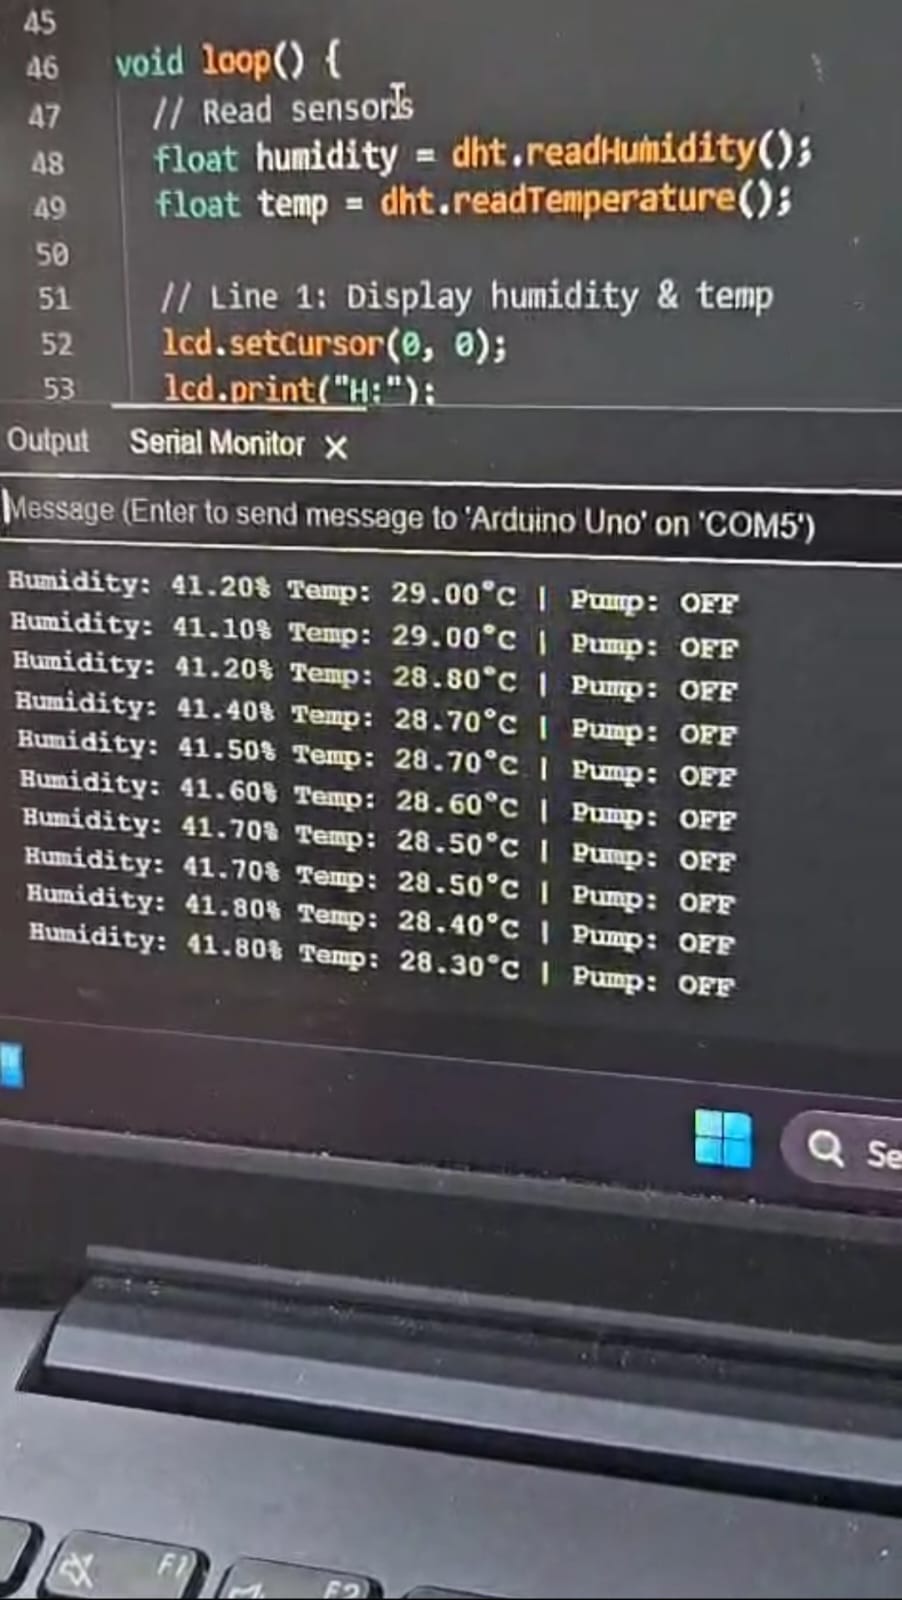 45
46 void loop() {
47 // Read sensors
48 float humidity = dht.readHumidity();
49 float temp = dht.readTemperature();
50
51 // Line 1: Display humidity & temp
52 lcd.setCursor(0, 0);
53 lcd.print("H:");
Output Serial Monitor X
Message (Enter to send message to 'Arduino Uno' on 'COM5')
Humidity: 41.20% Temp: 29.00°C | Pump: OFF
Humidity: 41.10% Temp: 29.00°C | Pump: OFF
Humidity: 41.20% Temp: 28.80°C | Pump: OFF
Humidity: 41.40% Temp: 28.70°C | Pump: OFF
Humidity: 41.50% Temp: 28.70°C | Pump: OFF
Humidity: 41.60% Temp: 28.60°C | Pump: OFF
Humidity: 41.70% Temp: 28.50°C | Pump: OFF
Humidity: 41.70% Temp: 28.50°C | Pump: OFF
Humidity: 41.80% Temp: 28.40°C | Pump: OFF
Humidity: 41.80% Temp: 28.30°C | Pump: OFF
Se
F1 F2